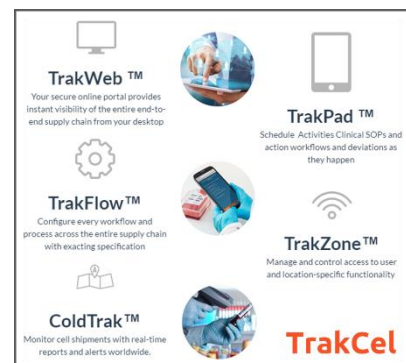 TrakWeb ™
Your secure online portal provides
instant visibility of the entire end-to-
end supply chain from your desktop
TrakPad ™
Schedule Activities Clinical SOPs and
action workflows and deviations as
they happen
TrakFlow™
Configure every workflow and
process across the entire supply chain
with exacting specification
TrakZone™
Manage and control access to user
and location-specific functionality
ColdTrak™
Monitor cell shipments with real-time
reports and alerts worldwide.
TrakCel